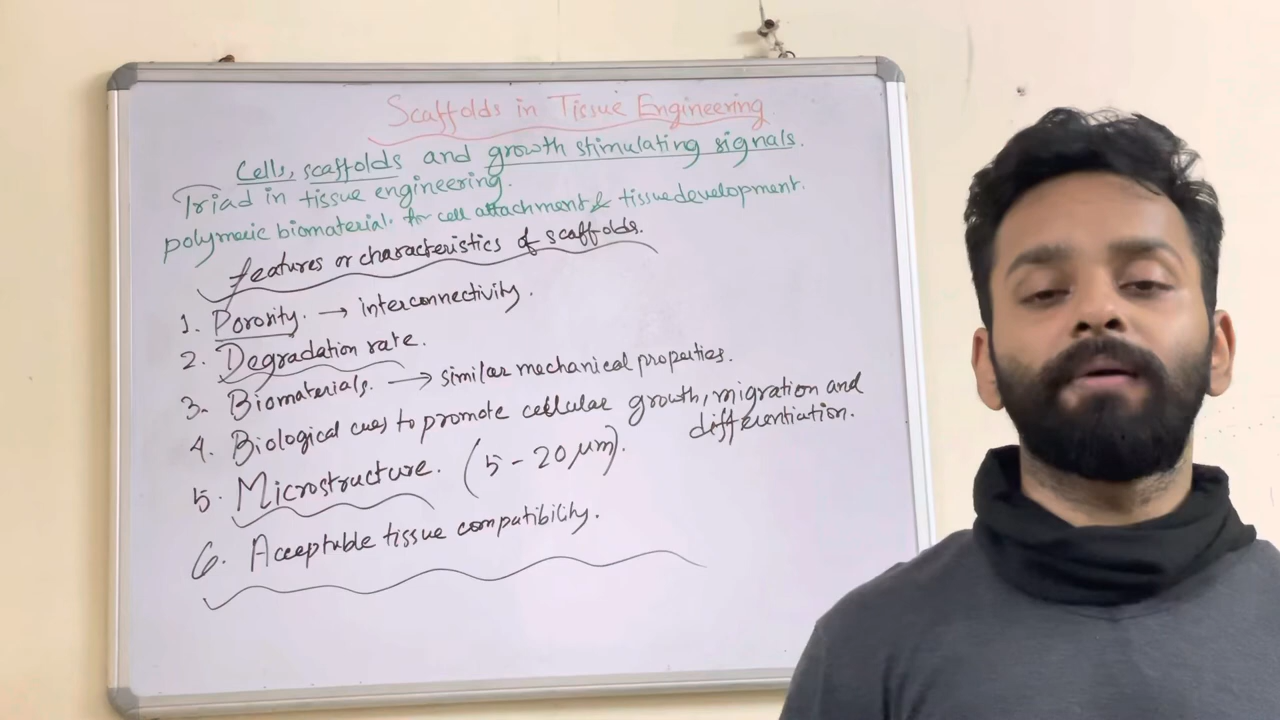 Scaffolds in Tissue Engineering
Cells, scaffolds and growth stimulating signals.
Triad in tissue engineering.
polymeric biomaterial. for cell attachment & tissue development.
features or characteristics of scaffolds.
1. Porosity. → interconnectivity.
2. Degradation rate.
3. Biomaterials. → similar mechanical properties.
4. Biological cues to promote cellular growth, migration and
differentiation.
5. Microstructure. (5-20 μm).
6. Acceptable tissue compatibility.